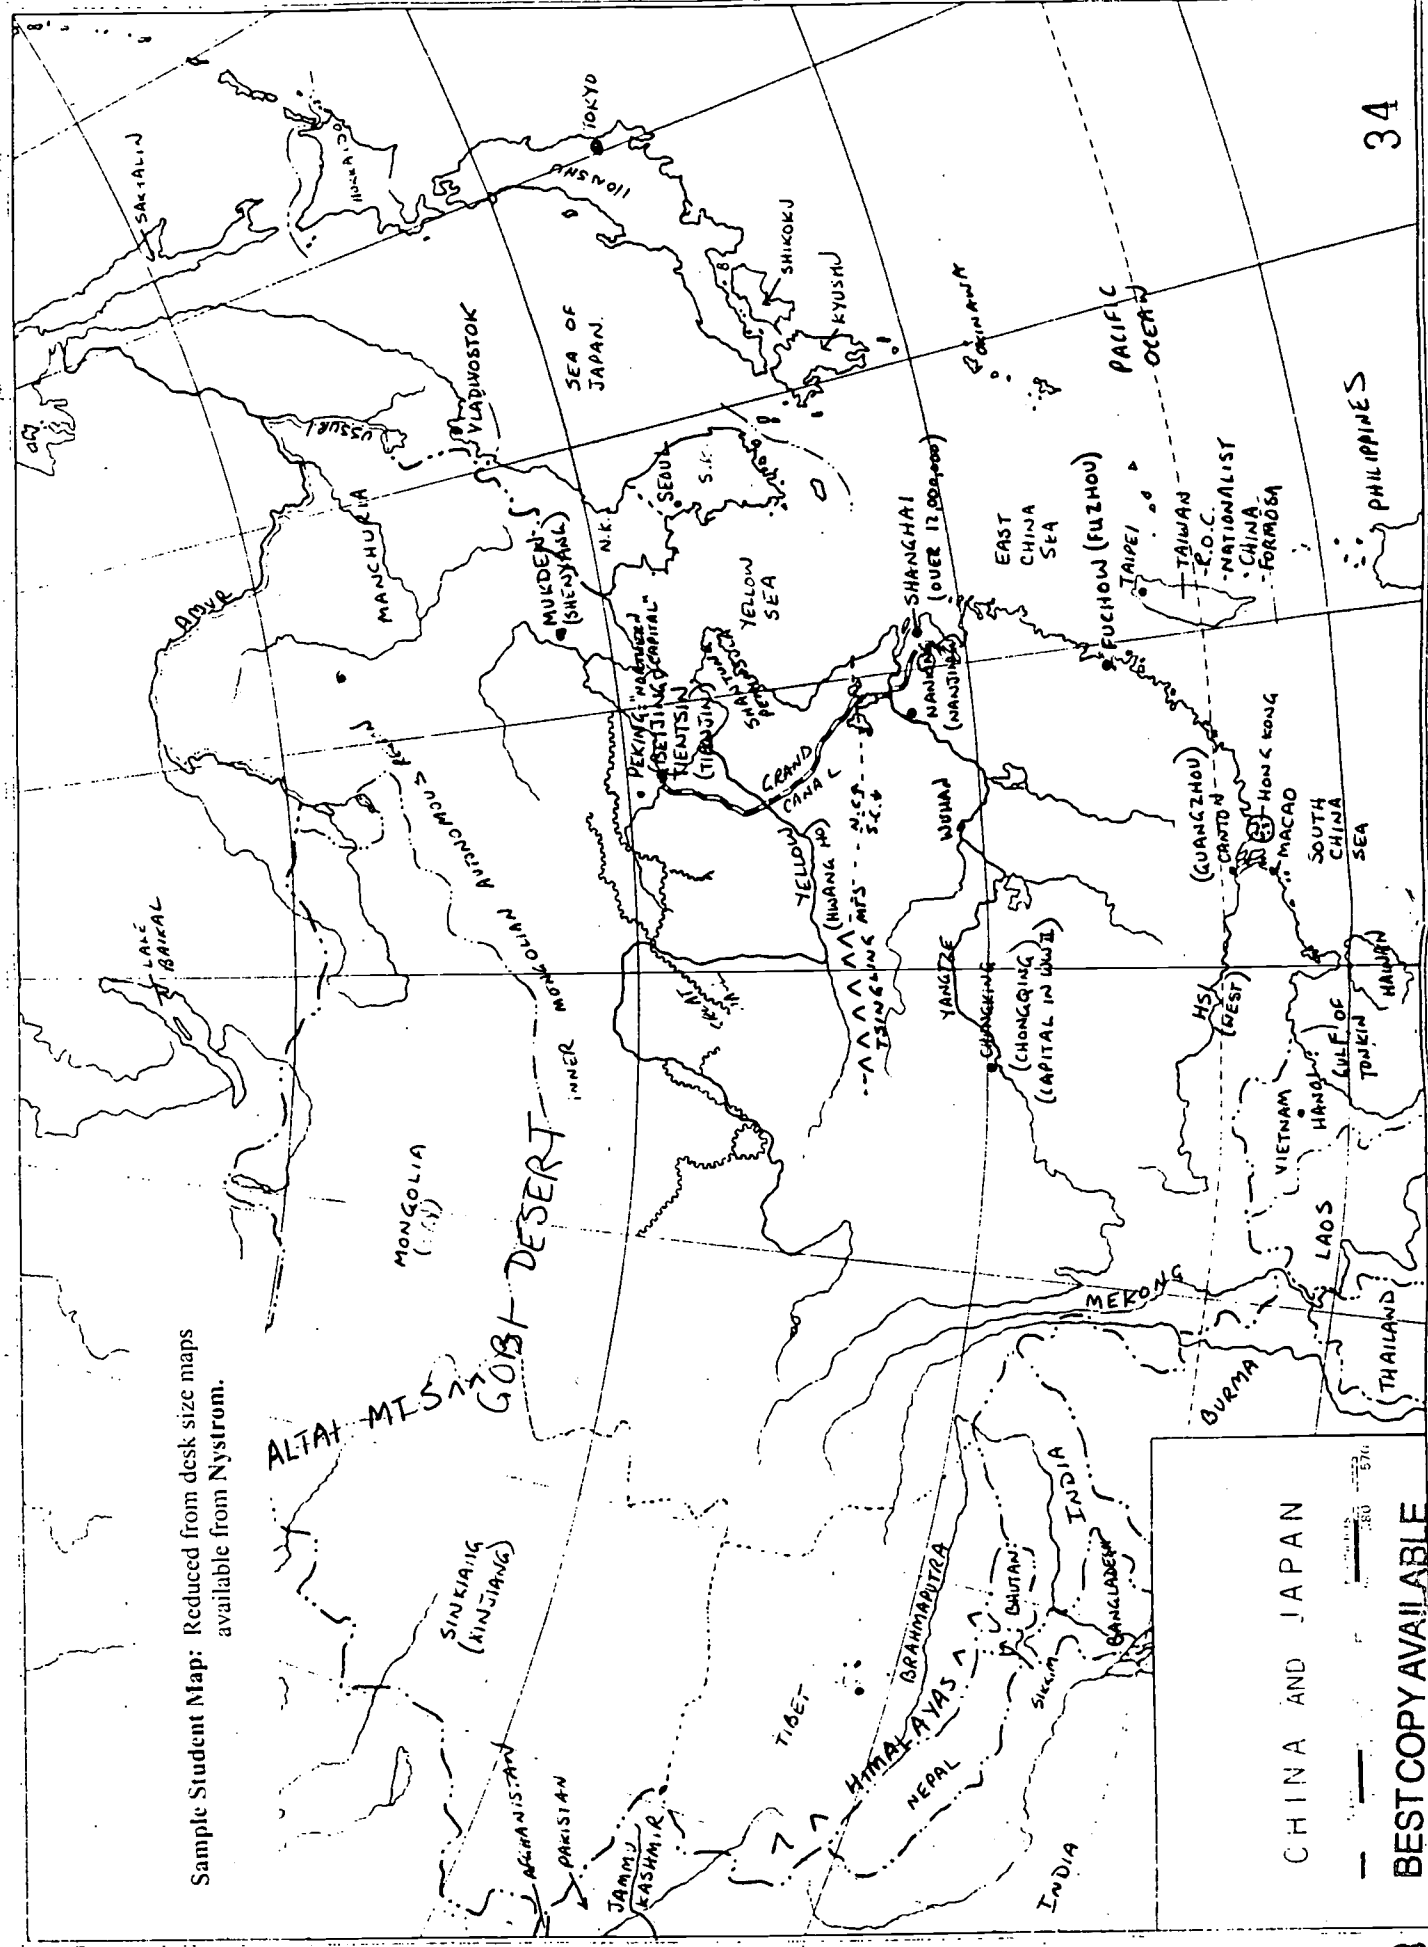 Sample Student Map: Reduced from desk size maps
available from Nystrom.
ALTAI MTS
GOBI DESERT
MONGOLIA
LAKE
BAIKAL
AMUR
MANCHURIA
USSURI
SAKHALIN
HOKKAIDO
VLADIVOSTOK
SEA OF
JAPAN
HONSHU
TOKYO
SHIKOKU
KYUSHU
OKINAWA
PACIFIC
OCEAN
PHILIPPINES
SINKIANG
(XINJIANG)
INNER MONGOLIAN AUTONOMOUS REGION
MUKDEN
(SHENYANG)
N.K.
SEOUL
S.K.
PEKING "NORTHERN
(BEIJING) CAPITAL"
TIENTSIN
(TIANJIN)
SHANTUNG
PENINSULA
YELLOW
SEA
GRAND
CANAL
YELLOW
(HWANG HO)
TSINGLING MTS
N.C.↑
S.C.↓
SHANGHAI
(OVER 12,000,000)
NANKING
(NANJING)
WUHAN
YANGTZE
CHUNGKING
(CHONGQING)
(CAPITAL IN WW II)
EAST
CHINA
SEA
FUCHOW (FUZHOU)
TAIPEI
TAIWAN
-R.O.C.
-NATIONALIST
CHINA
-FORMOSA
(GUANGZHOU)
CANTON
HONG KONG
MACAO
SOUTH
CHINA
SEA
HSI
(WEST)
HAINAN
GULF OF
TONKIN
HANOI
VIETNAM
LAOS
(THAILAND)
MEKONG
BURMA
AFGHANISTAN
PAKISTAN
JAMMU
KASHMIR
TIBET
HIMALAYAS
BRAHMAPUTRA
NEPAL
SIKKIM
BHUTAN
INDIA
BANGLADESH
INDIA
CHINA AND JAPAN
BEST COPY AVAILABLE
34